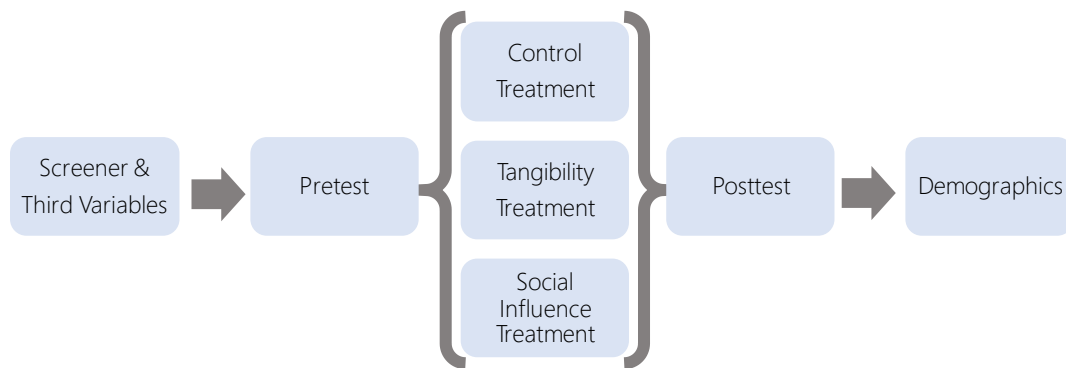 Screener &
Third Variables
Pretest
Control
Treatment
Tangibility
Treatment
Social
Influence
Treatment
Posttest
Demographics